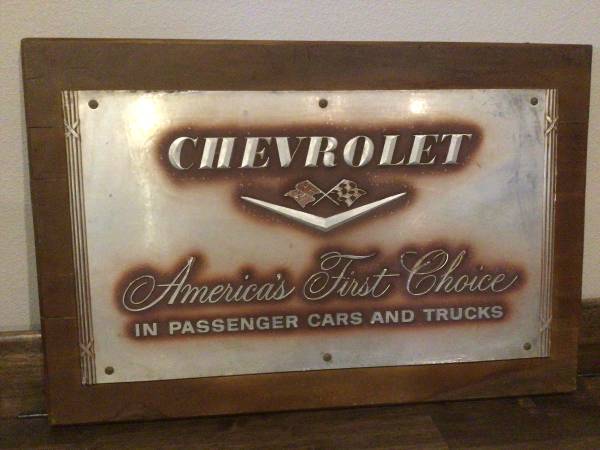 CHEVROLET
America's First Choice
IN PASSENGER CARS AND TRUCKS